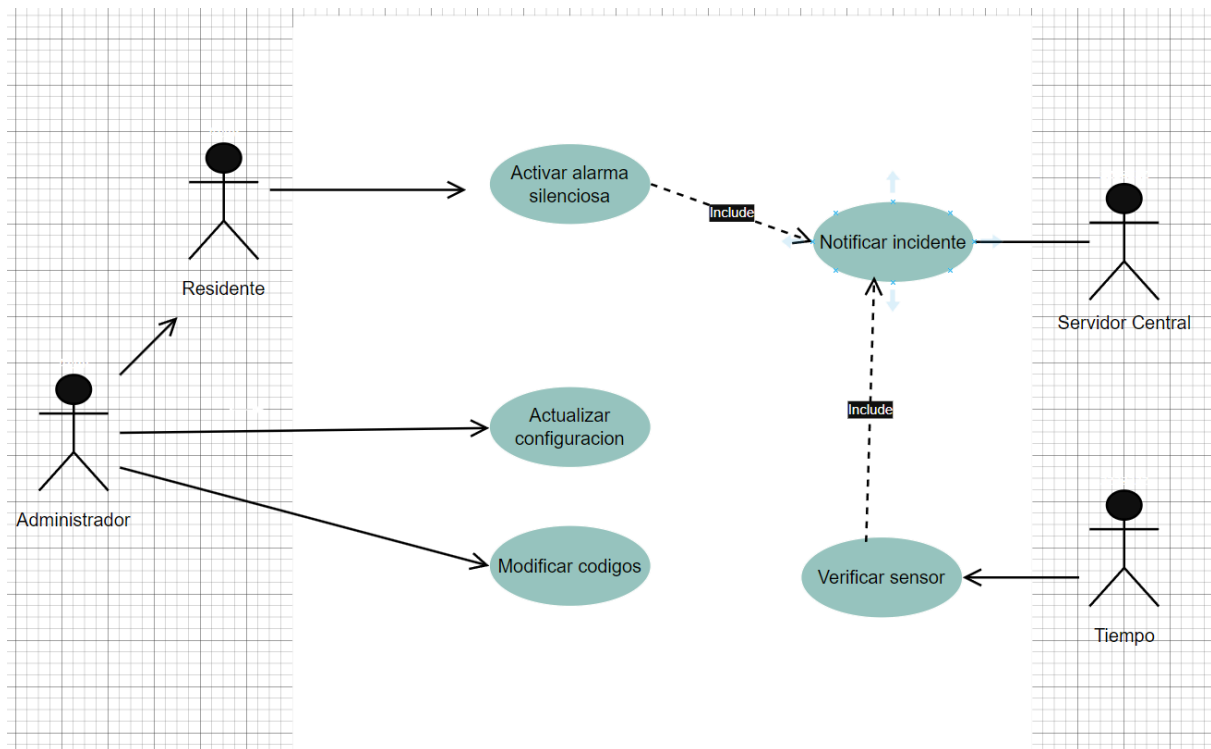 Activar alarma
silenciosa
Include
Notificar incidente
Residente
Servidor Central
Actualizar
configuracion
Include
Administrador
Modificar codigos
Verificar sensor
Tiempo